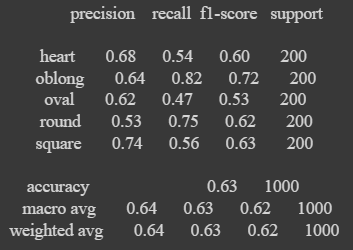 precision recall f1-score support
heart 0.68 0.54 0.60 200
oblong 0.64 0.82 0.72 200
oval 0.62 0.47 0.53 200
round 0.53 0.75 0.62 200
square 0.74 0.56 0.63 200
accuracy 0.63 1000
macro avg 0.64 0.63 0.62 1000
weighted avg 0.64 0.63 0.62 1000